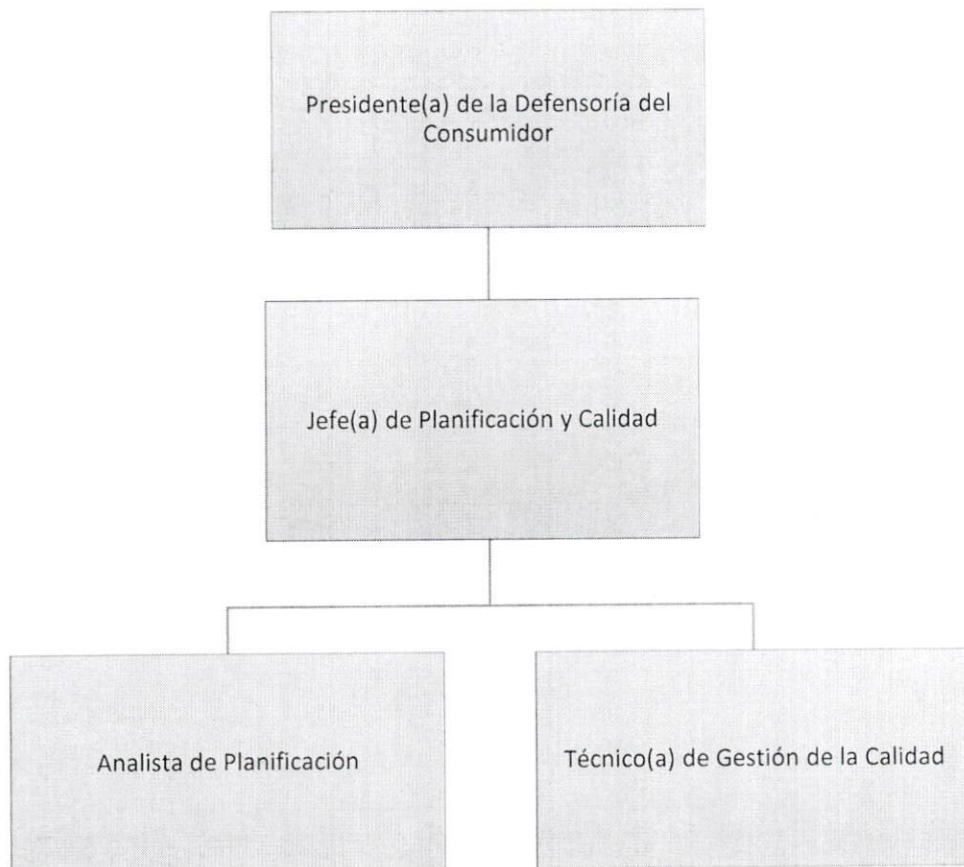 Presidente(a) de la Defensoría del
Consumidor
Jefe(a) de Planificación y Calidad
Analista de Planificación
Técnico(a) de Gestión de la Calidad